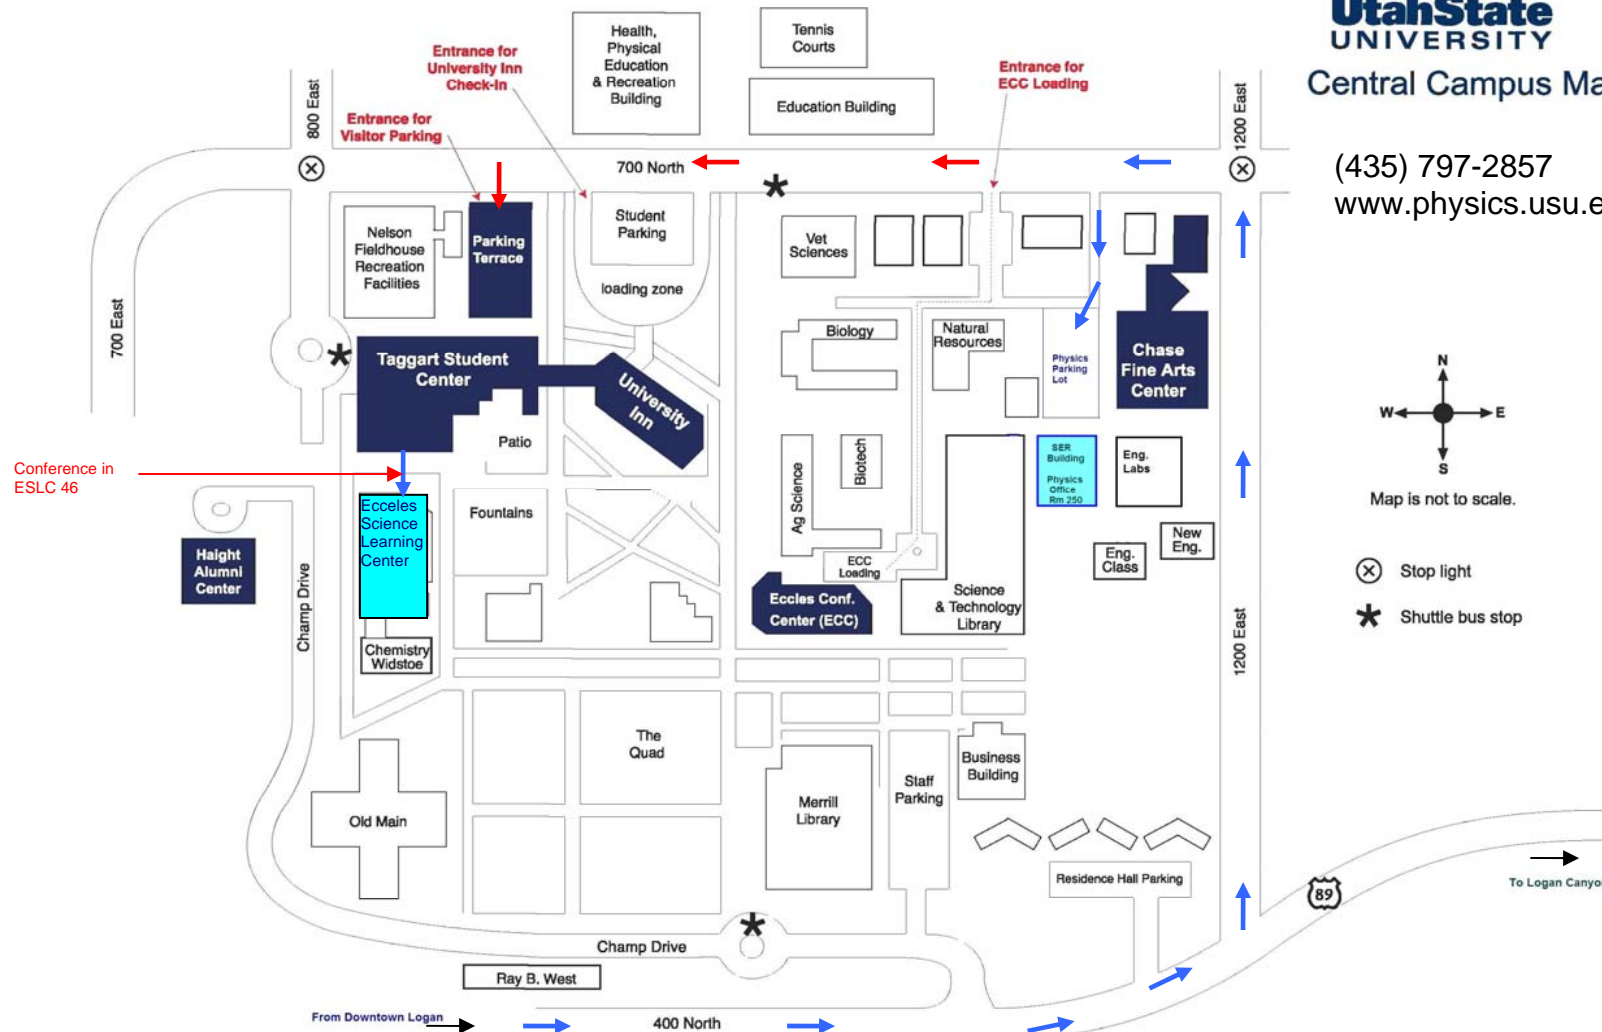 UtahState
UNIVERSITY
Central Campus Ma
(435) 797-2857
www.physics.usu.e
Health,
Physical
Education
& Recreation
Building
Tennis
Courts
Education Building
Entrance for
University Inn
Check-In
Entrance for
ECC Loading
Entrance for
Visitor Parking
800 East
1200 East
700 North
700 East
Nelson
Fieldhouse
Recreation
Facilities
Parking
Terrace
Student
Parking
loading zone
Vet
Sciences
Biology
Natural
Resources
Physics
Parking
Lot
Chase
Fine Arts
Center
Taggart Student
Center
University
Inn
Patio
N
W
E
S
Map is not to scale.
Conference in
ESLC 46
Ecceles
Science
Learning
Center
Fountains
Ag Science
Biotech
SER
Building
Physics
Office
Rm 250
Eng.
Labs
New
Eng.
Eng.
Class
ECC
Loading
Haight
Alumni
Center
Champ Drive
Eccles Conf.
Center (ECC)
Science
& Technology
Library
Stop light
Shuttle bus stop
Chemistry
Widstoe
1200 East
The
Quad
Old Main
Merrill
Library
Staff
Parking
Business
Building
Residence Hall Parking
89
To Logan Canyo
Champ Drive
Ray B. West
From Downtown Logan
400 North